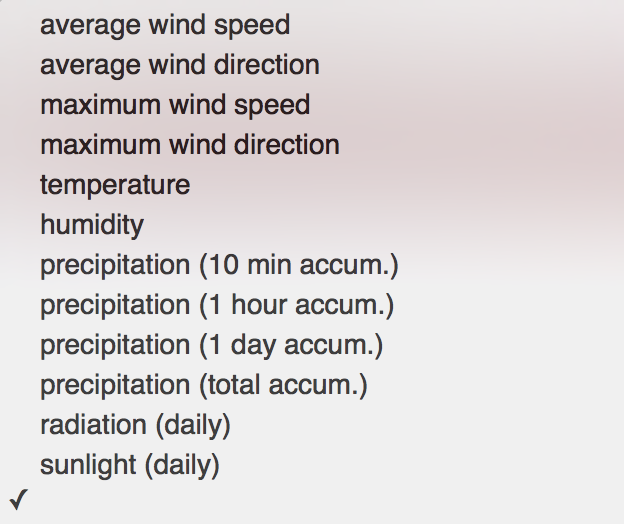 average wind speed
average wind direction
maximum wind speed
maximum wind direction
temperature
humidity
precipitation (10 min accum.)
precipitation (1 hour accum.)
precipitation (1 day accum.)
precipitation (total accum.)
radiation (daily)
sunlight (daily)
✓